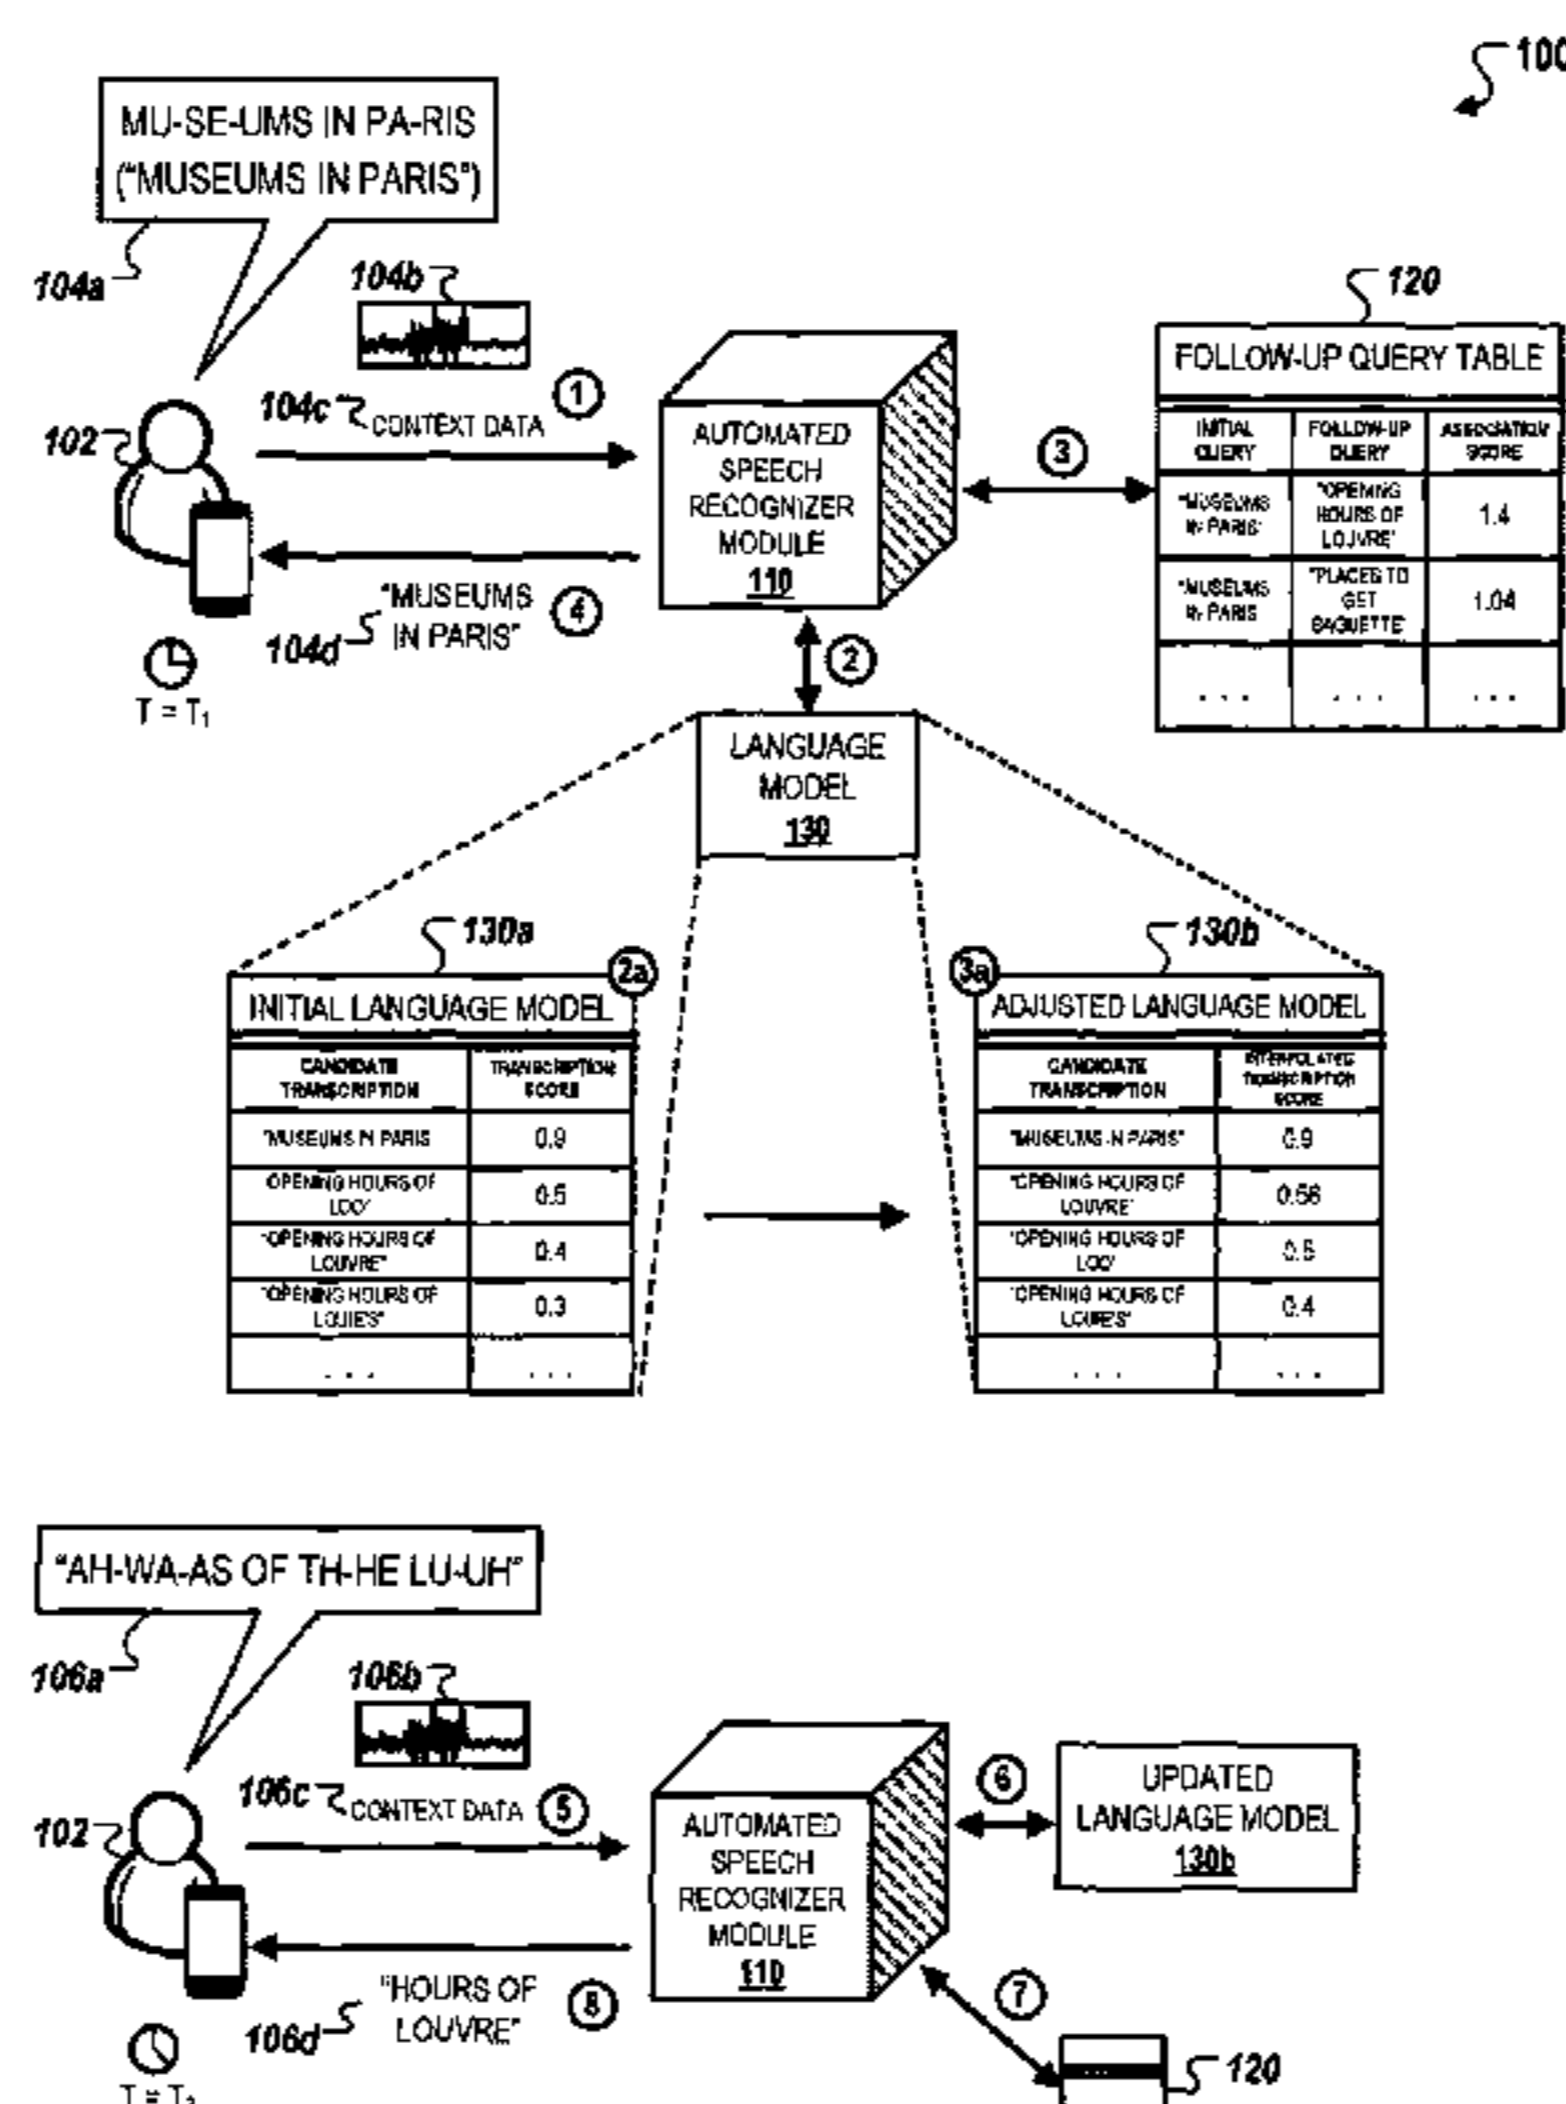 100
MU-SE-UMS IN PA-RIS
("MUSEUMS IN PARIS")
104a
104b
104c
CONTEXT DATA
1
102
AUTOMATED
SPEECH
RECOGNIZER
MODULE
110
3
120
FOLLOW-UP QUERY TABLE
INITIAL QUERY FOLLOW-UP QUERY ASSOCIATION SCORE
"MUSEUMS IN PARIS" "OPENING HOURS OF LOUVRE" 1.4
"MUSEUMS IN PARIS "PLACES TO GET BAGUETTE" 1.04
. . . . . . . . .
"MUSEUMS
IN PARIS"
104d
4
T = T1
2
LANGUAGE
MODEL
130
130a
2a
INITIAL LANGUAGE MODEL
CANDIDATE TRANSCRIPTION TRANSCRIPTION SCORE
"MUSEUMS IN PARIS 0.9
OPENING HOURS OF LOO" 0.5
"OPENING HOURS OF LOUVRE" 0.4
"OPENING HOURS OF LOUIE'S" 0.3
. . . . . .
130b
3a
ADJUSTED LANGUAGE MODEL
CANDIDATE TRANSCRIPTION INTERPOLATED TRANSCRIPTION SCORE
"MUSEUMS IN PARIS" 0.9
"OPENING HOURS OF LOUVRE" 0.56
"OPENING HOURS OF LOO" 0.5
"OPENING HOURS OF LOUIE'S" 0.4
. . . . . .
"AH-WA-AS OF TH-HE LU-UH"
106a
106b
106c
CONTEXT DATA
5
102
AUTOMATED
SPEECH
RECOGNIZER
MODULE
110
6
UPDATED
LANGUAGE MODEL
130b
"HOURS OF
LOUVRE"
106d
8
7
120